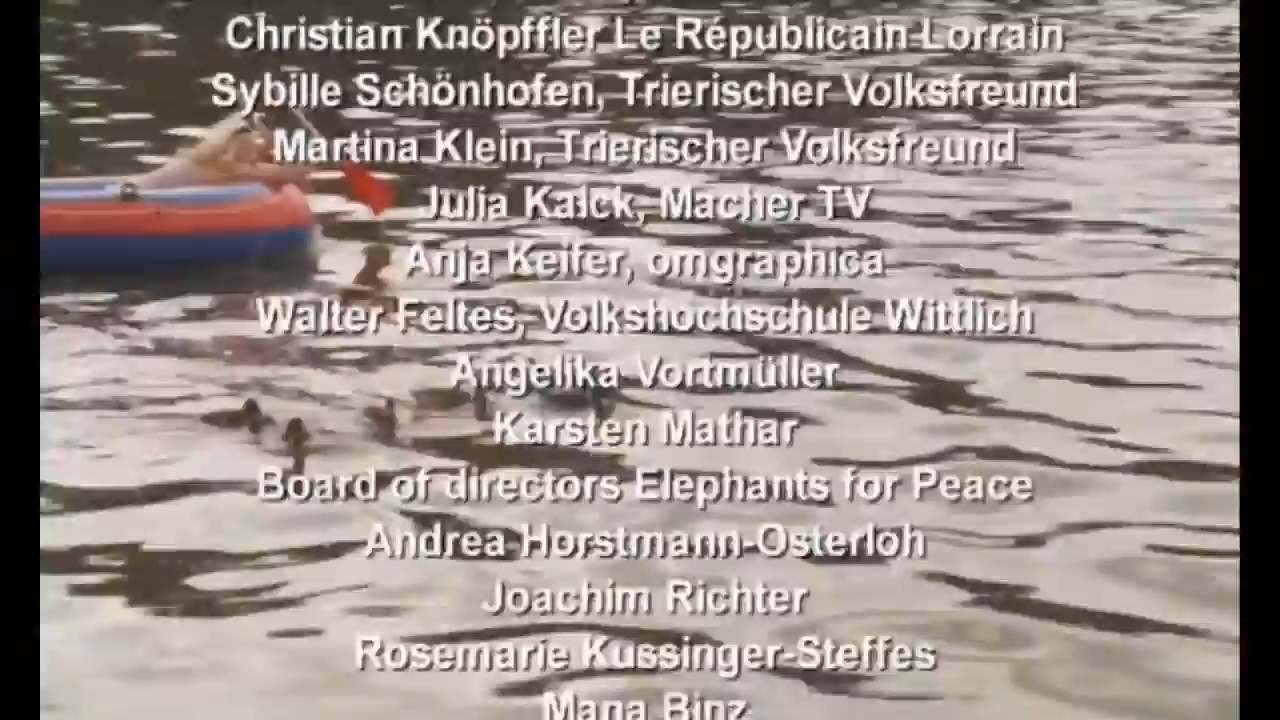 Christian Knöpffler Le Républicain Lorrain
Sybille Schönhofen, Trierischer Volksfreund
Martina Klein, Trierischer Volksfreund
Julia Kalck, Macher TV
Anja Keifer, omgraphica
Walter Feltes, Volkshochschule Wittlich
Angelika Vortmüller
Karsten Mathar
Board of directors Elephants for Peace
Andrea Horstmann-Osterloh
Joachim Richter
Rosemarie Kussinger-Steffes
Binz